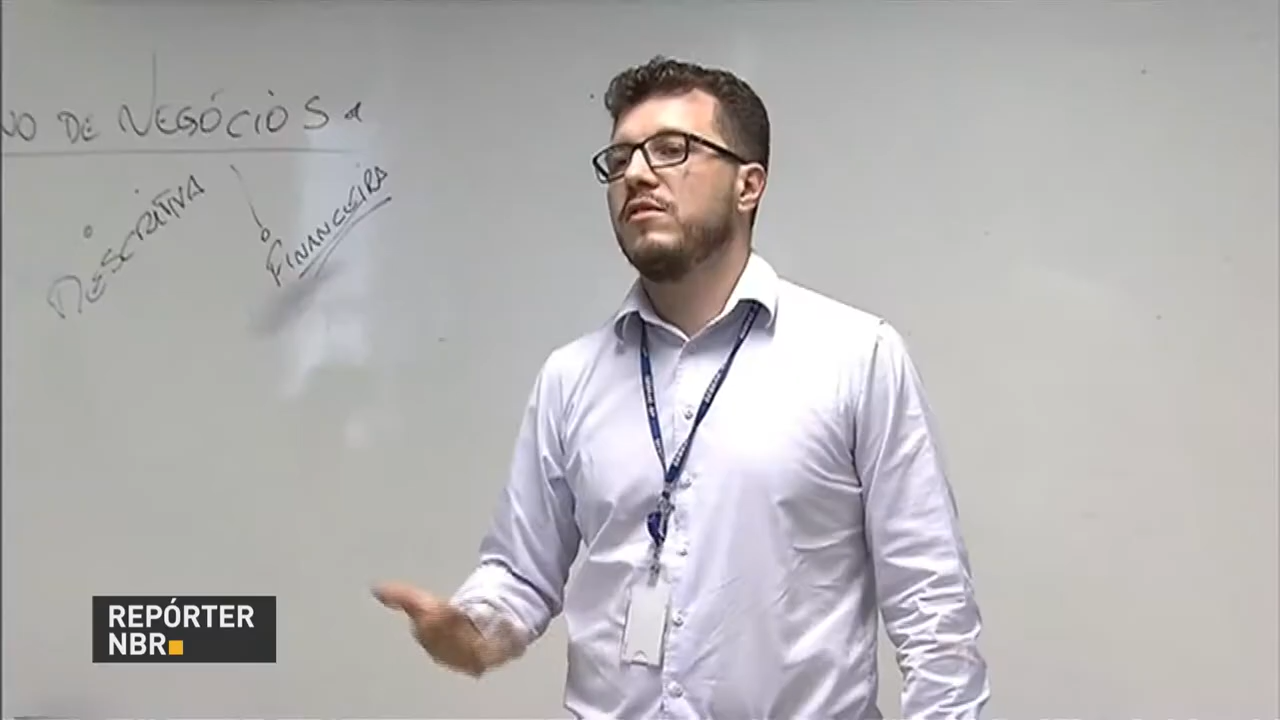 NO DE NEGÓCIOS
DESCRITIVA
FINANCEIRA
REPÓRTER
NBR